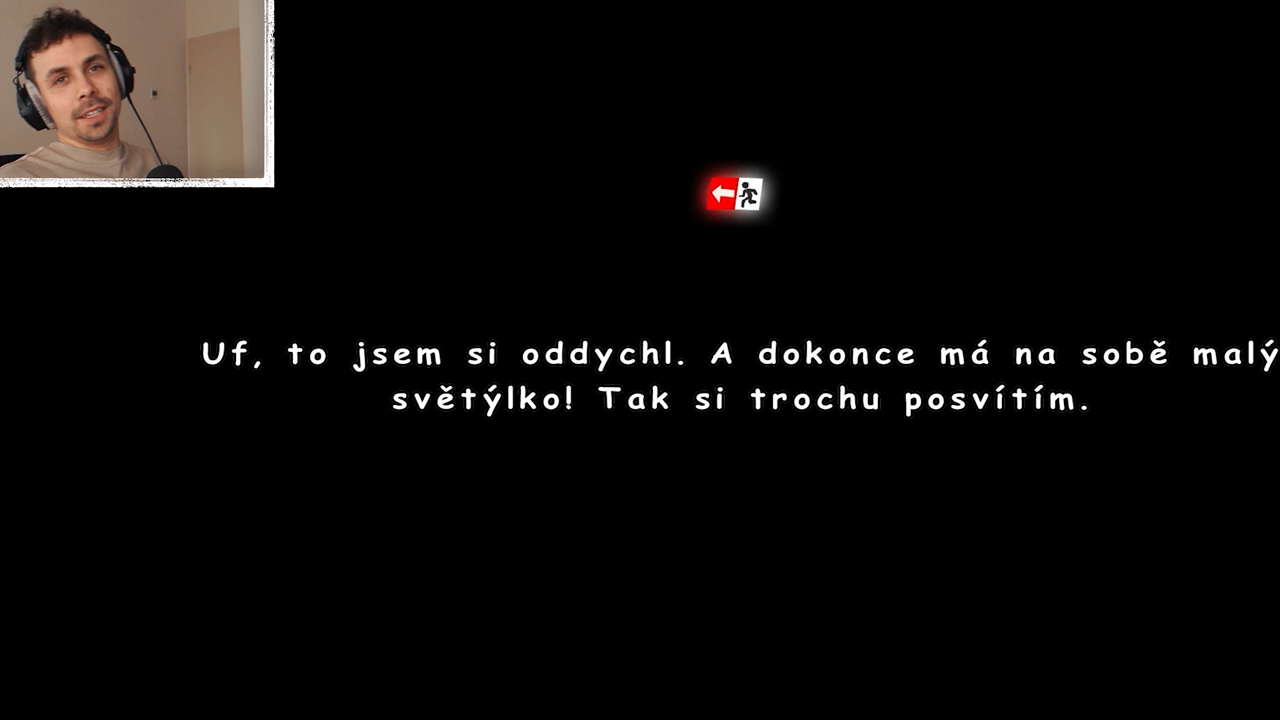 Uf, to jsem si oddychl. A dokonce má na sobě malý
světýlko! Tak si trochu posvítím.